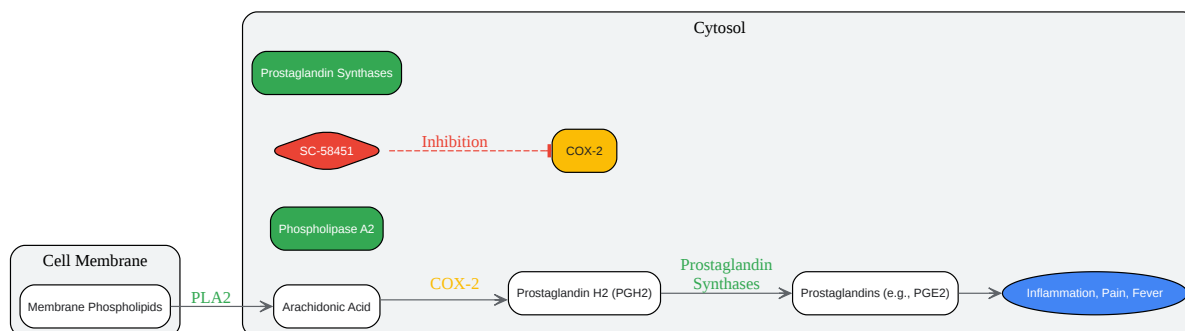 Cytosol
Prostaglandin Synthases
SC-58451
Inhibition
COX-2
Phospholipase A2
Cell Membrane
Membrane Phospholipids
PLA2
Arachidonic Acid
COX-2
Prostaglandin H2 (PGH2)
Prostaglandin
Synthases
Prostaglandins (e.g., PGE2)
Inflammation, Pain, Fever